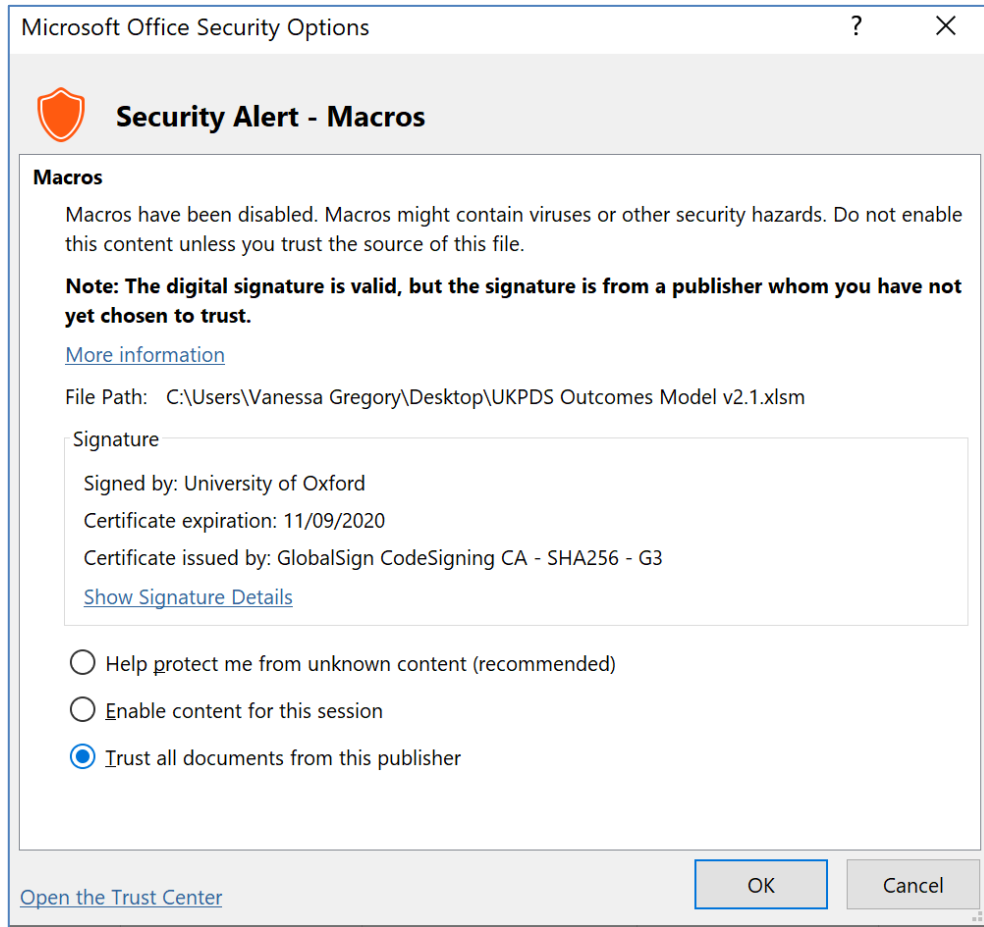 Microsoft Office Security Options
?
Security Alert - Macros
Macros
Macros have been disabled. Macros might contain viruses or other security hazards. Do not enable
this content unless you trust the source of this file.
Note: The digital signature is valid, but the signature is from a publisher whom you have not
yet chosen to trust.
More information
File Path: C:\Users\Vanessa Gregory\Desktop\UKPDS Outcomes Model v2.1.xlsm
Signature
Signed by: University of Oxford
Certificate expiration: 11/09/2020
Certificate issued by: GlobalSign CodeSigning CA - SHA256 - G3
Show Signature Details
Help protect me from unknown content (recommended)
Enable content for this session
Trust all documents from this publisher
Open the Trust Center
OK
Cancel